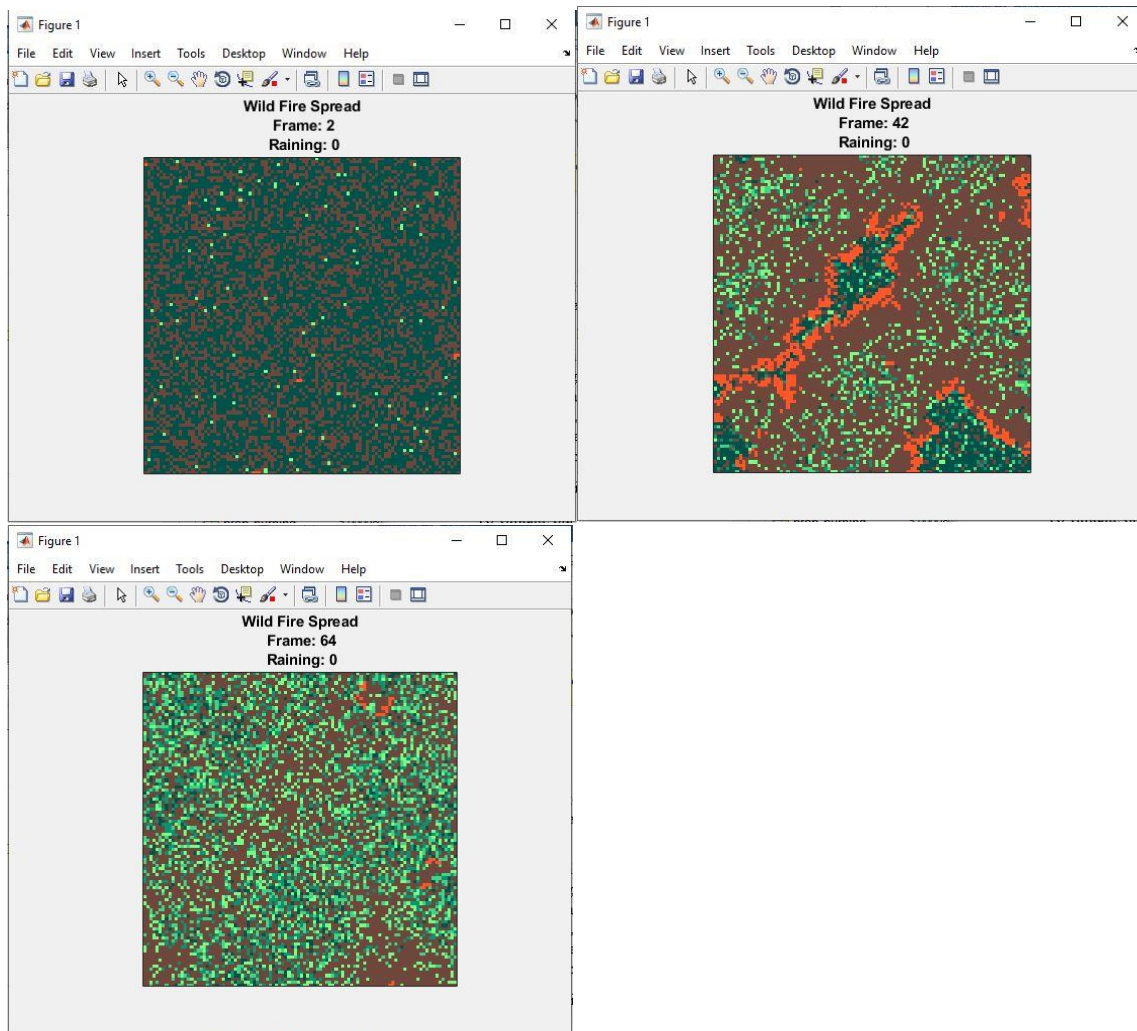 Figure 1
File Edit View Insert Tools Desktop Window Help
Wild Fire Spread
Frame: 2
Raining: 0
Figure 1
File Edit View Insert Tools Desktop Window Help
Wild Fire Spread
Frame: 42
Raining: 0
Figure 1
File Edit View Insert Tools Desktop Window Help
Wild Fire Spread
Frame: 64
Raining: 0